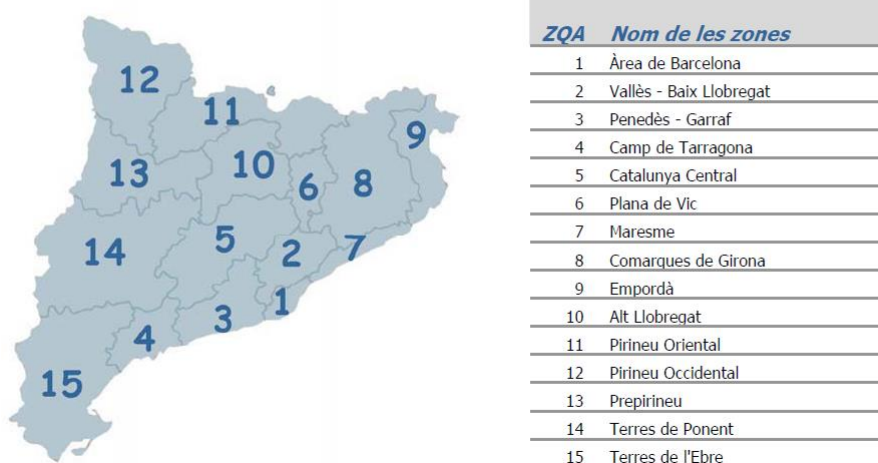 12
11
9
13
10
6
8
14
5
2
7
1
3
4
15
ZQA Nom de les zones
1 Àrea de Barcelona
2 Vallès - Baix Llobregat
3 Penedès - Garraf
4 Camp de Tarragona
5 Catalunya Central
6 Plana de Vic
7 Maresme
8 Comarques de Girona
9 Empordà
10 Alt Llobregat
11 Pirineu Oriental
12 Pirineu Occidental
13 Prepirineu
14 Terres de Ponent
15 Terres de l'Ebre